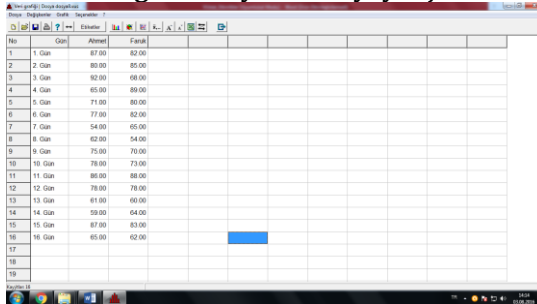 No Gün Ahmet Faruk
1 1. Gün 87.00 82.00
2 2. Gün 80.00 85.00
3 3. Gün 92.00 68.00
4 4. Gün 65.00 89.00
5 5. Gün 71.00 80.00
6 6. Gün 77.00 82.00
7 7. Gün 54.00 65.00
8 8. Gün 62.00 54.00
9 9. Gün 75.00 70.00
10 10. Gün 78.00 73.00
11 11. Gün 86.00 88.00
12 12. Gün 78.00 78.00
13 13. Gün 61.00 60.00
14 14. Gün 59.00 64.00
15 15. Gün 87.00 83.00
16 16. Gün 65.00 62.00
17
18
19
TR 14:14